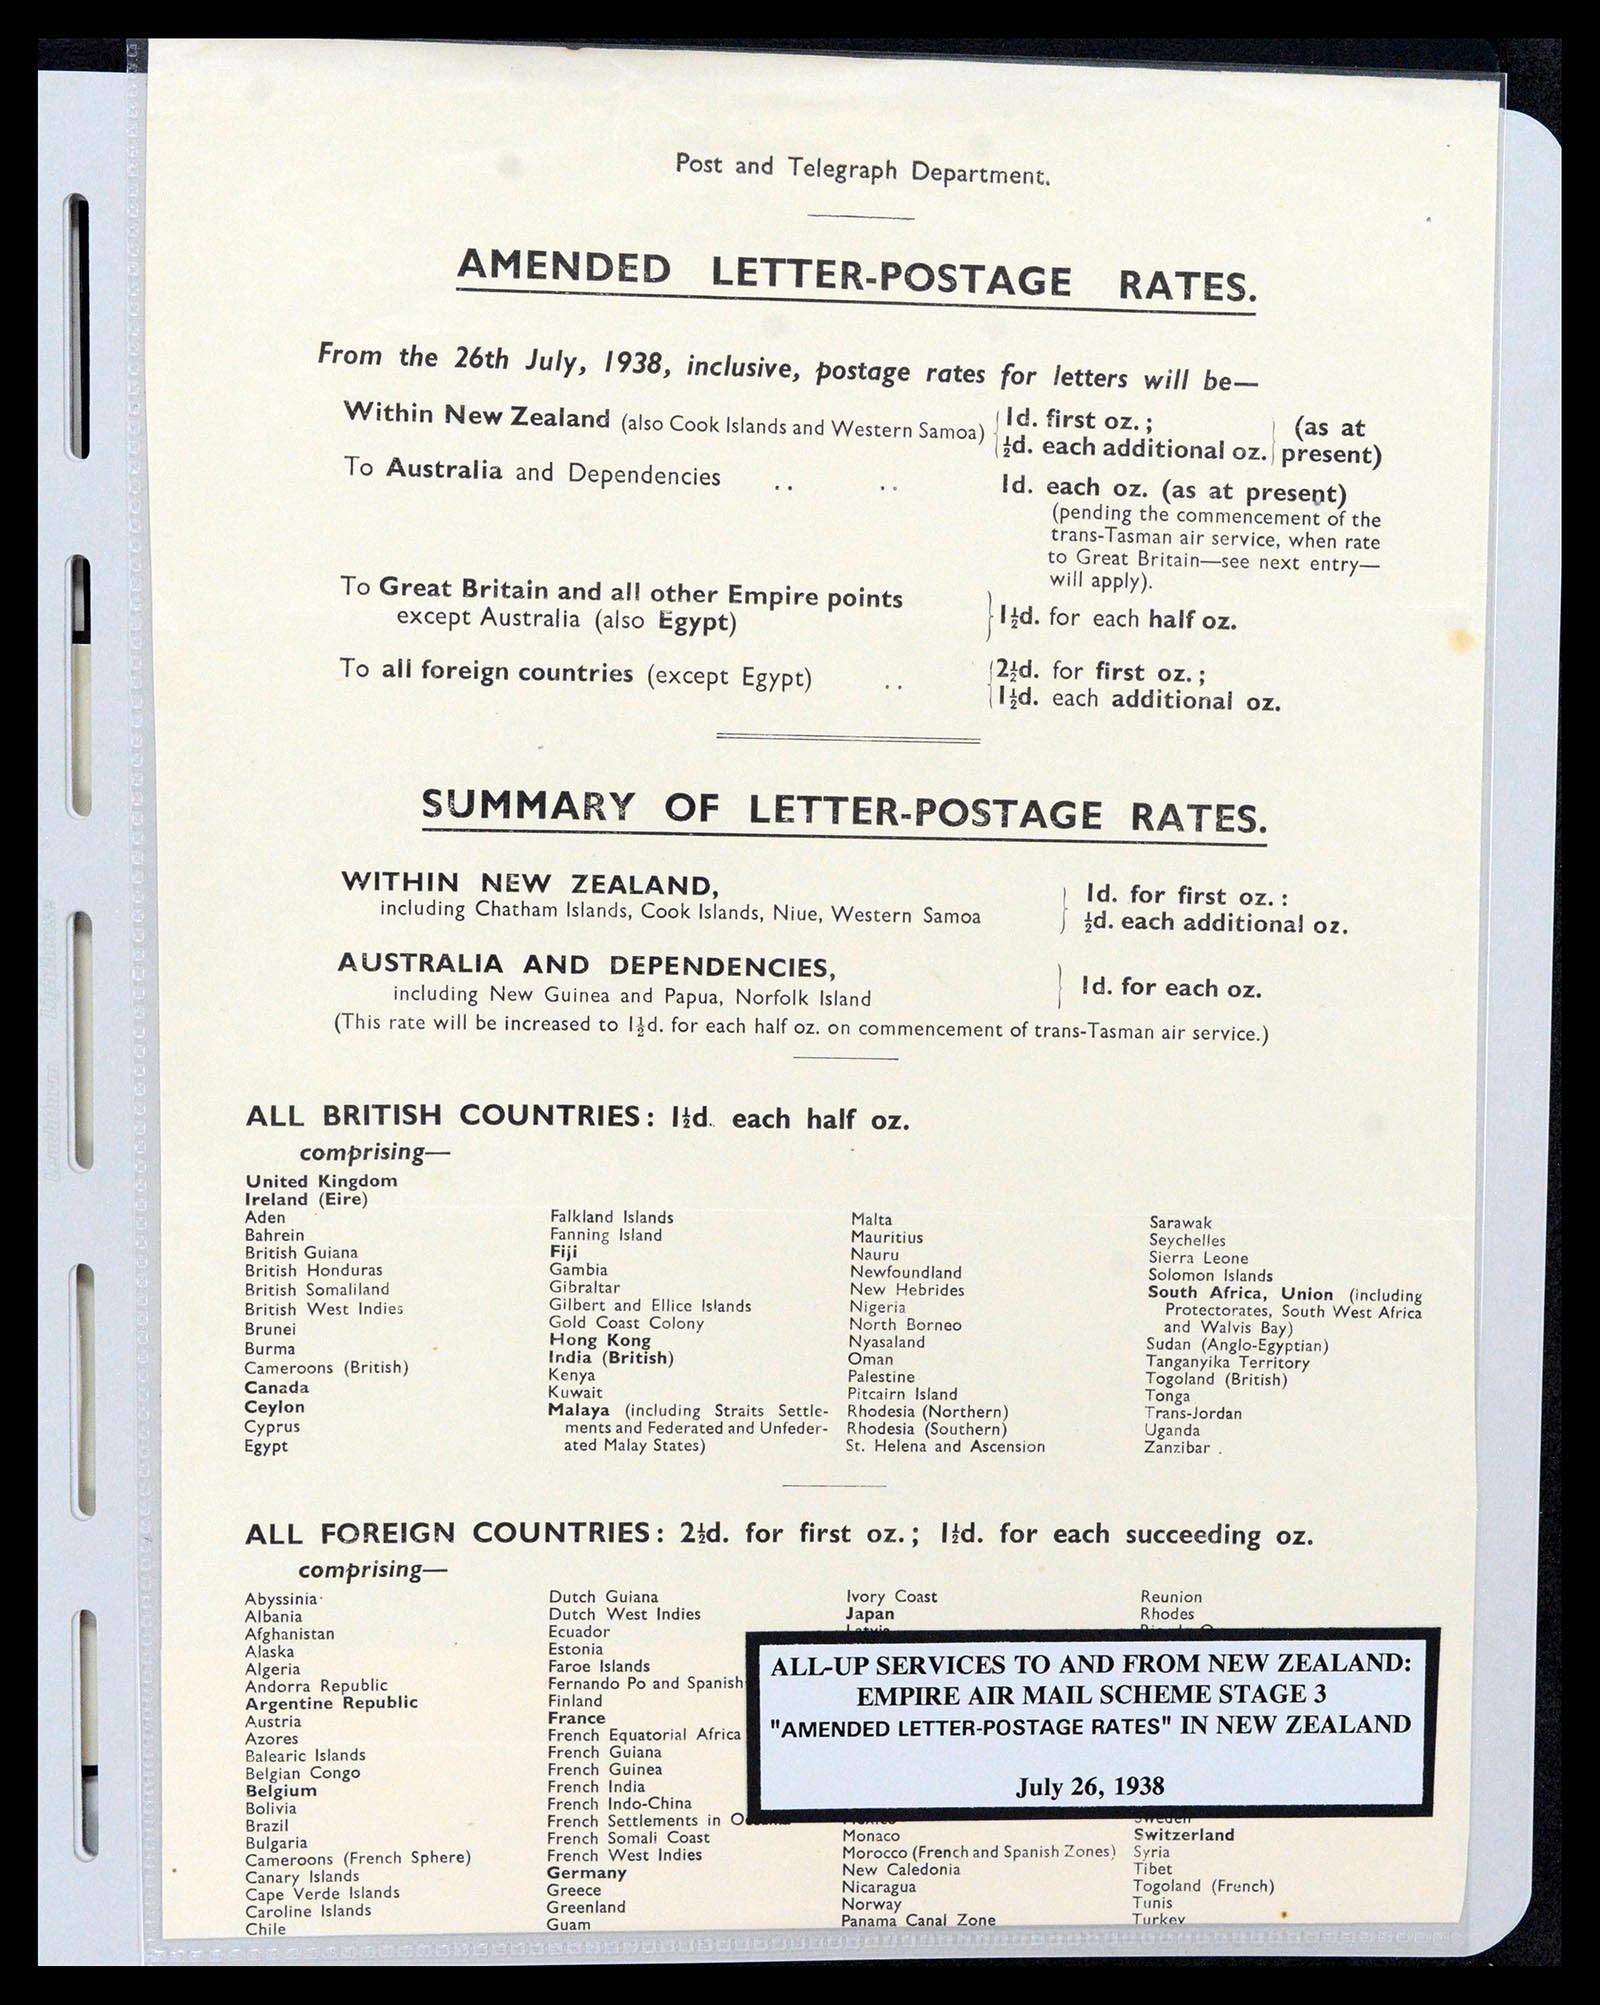 Post and Telegraph Department.
AMENDED LETTER-POSTAGE RATES.
From the 26th July, 1938, inclusive, postage rates for letters will be—
Within New Zealand (also Cook Islands and Western Samoa) 1d. first oz.; (as at
½d. each additional oz. present)
To Australia and Dependencies .. .. 1d. each oz. (as at present)
(pending the commencement of the
trans-Tasman air service, when rate
to Great Britain—see next entry—
will apply).
To Great Britain and all other Empire points
except Australia (also Egypt) 1½d. for each half oz.
To all foreign countries (except Egypt) .. 2½d. for first oz.;
1½d. each additional oz.
SUMMARY OF LETTER-POSTAGE RATES.
WITHIN NEW ZEALAND, 1d. for first oz.:
including Chatham Islands, Cook Islands, Niue, Western Samoa ½d. each additional oz.
AUSTRALIA AND DEPENDENCIES,
including New Guinea and Papua, Norfolk Island 1d. for each oz.
(This rate will be increased to 1½d. for each half oz. on commencement of trans-Tasman air service.)
ALL BRITISH COUNTRIES: 1½d. each half oz.
comprising—
United Kingdom
Ireland (Eire)
Aden
Bahrein
British Guiana
British Honduras
British Somaliland
British West Indies
Brunei
Burma
Cameroons (British)
Canada
Ceylon
Cyprus
Egypt
Falkland Islands
Fanning Island
Fiji
Gambia
Gibraltar
Gilbert and Ellice Islands
Gold Coast Colony
Hong Kong
India (British)
Kenya
Kuwait
Malaya (including Straits Settle-
ments and Federated and Unfeder-
ated Malay States)
Malta
Mauritius
Nauru
Newfoundland
New Hebrides
Nigeria
North Borneo
Nyasaland
Oman
Palestine
Pitcairn Island
Rhodesia (Northern)
Rhodesia (Southern)
St. Helena and Ascension
Sarawak
Seychelles
Sierra Leone
Solomon Islands
South Africa, Union (including
Protectorates, South West Africa
and Walvis Bay)
Sudan (Anglo-Egyptian)
Tanganyika Territory
Togoland (British)
Tonga
Trans-Jordan
Uganda
Zanzibar .
ALL FOREIGN COUNTRIES: 2½d. for first oz.; 1½d. for each succeeding oz.
comprising—
Abyssinia
Albania
Afghanistan
Alaska
Algeria
Andorra Republic
Argentine Republic
Austria
Azores
Balearic Islands
Belgian Congo
Belgium
Bolivia
Brazil
Bulgaria
Cameroons (French Sphere)
Canary Islands
Cape Verde Islands
Caroline Islands
Chile
Dutch Guiana
Dutch West Indies
Ecuador
Estonia
Faroe Islands
Fernando Po and Spanish
Finland
France
French Equatorial Africa
French Guiana
French Guinea
French India
French Indo-China
French Settlements in
French Somali Coast
French West Indies
Germany
Greece
Greenland
Guam
Ivory Coast
Japan
Latvia
Monaco
Morocco (French and Spanish Zones)
New Caledonia
Nicaragua
Norway
Panama Canal Zone
Reunion
Rhodes
Sweden
Switzerland
Syria
Tibet
Togoland (French)
Tunis
Turkey
ALL-UP SERVICES TO AND FROM NEW ZEALAND:
EMPIRE AIR MAIL SCHEME STAGE 3
"AMENDED LETTER-POSTAGE RATES" IN NEW ZEALAND
July 26, 1938